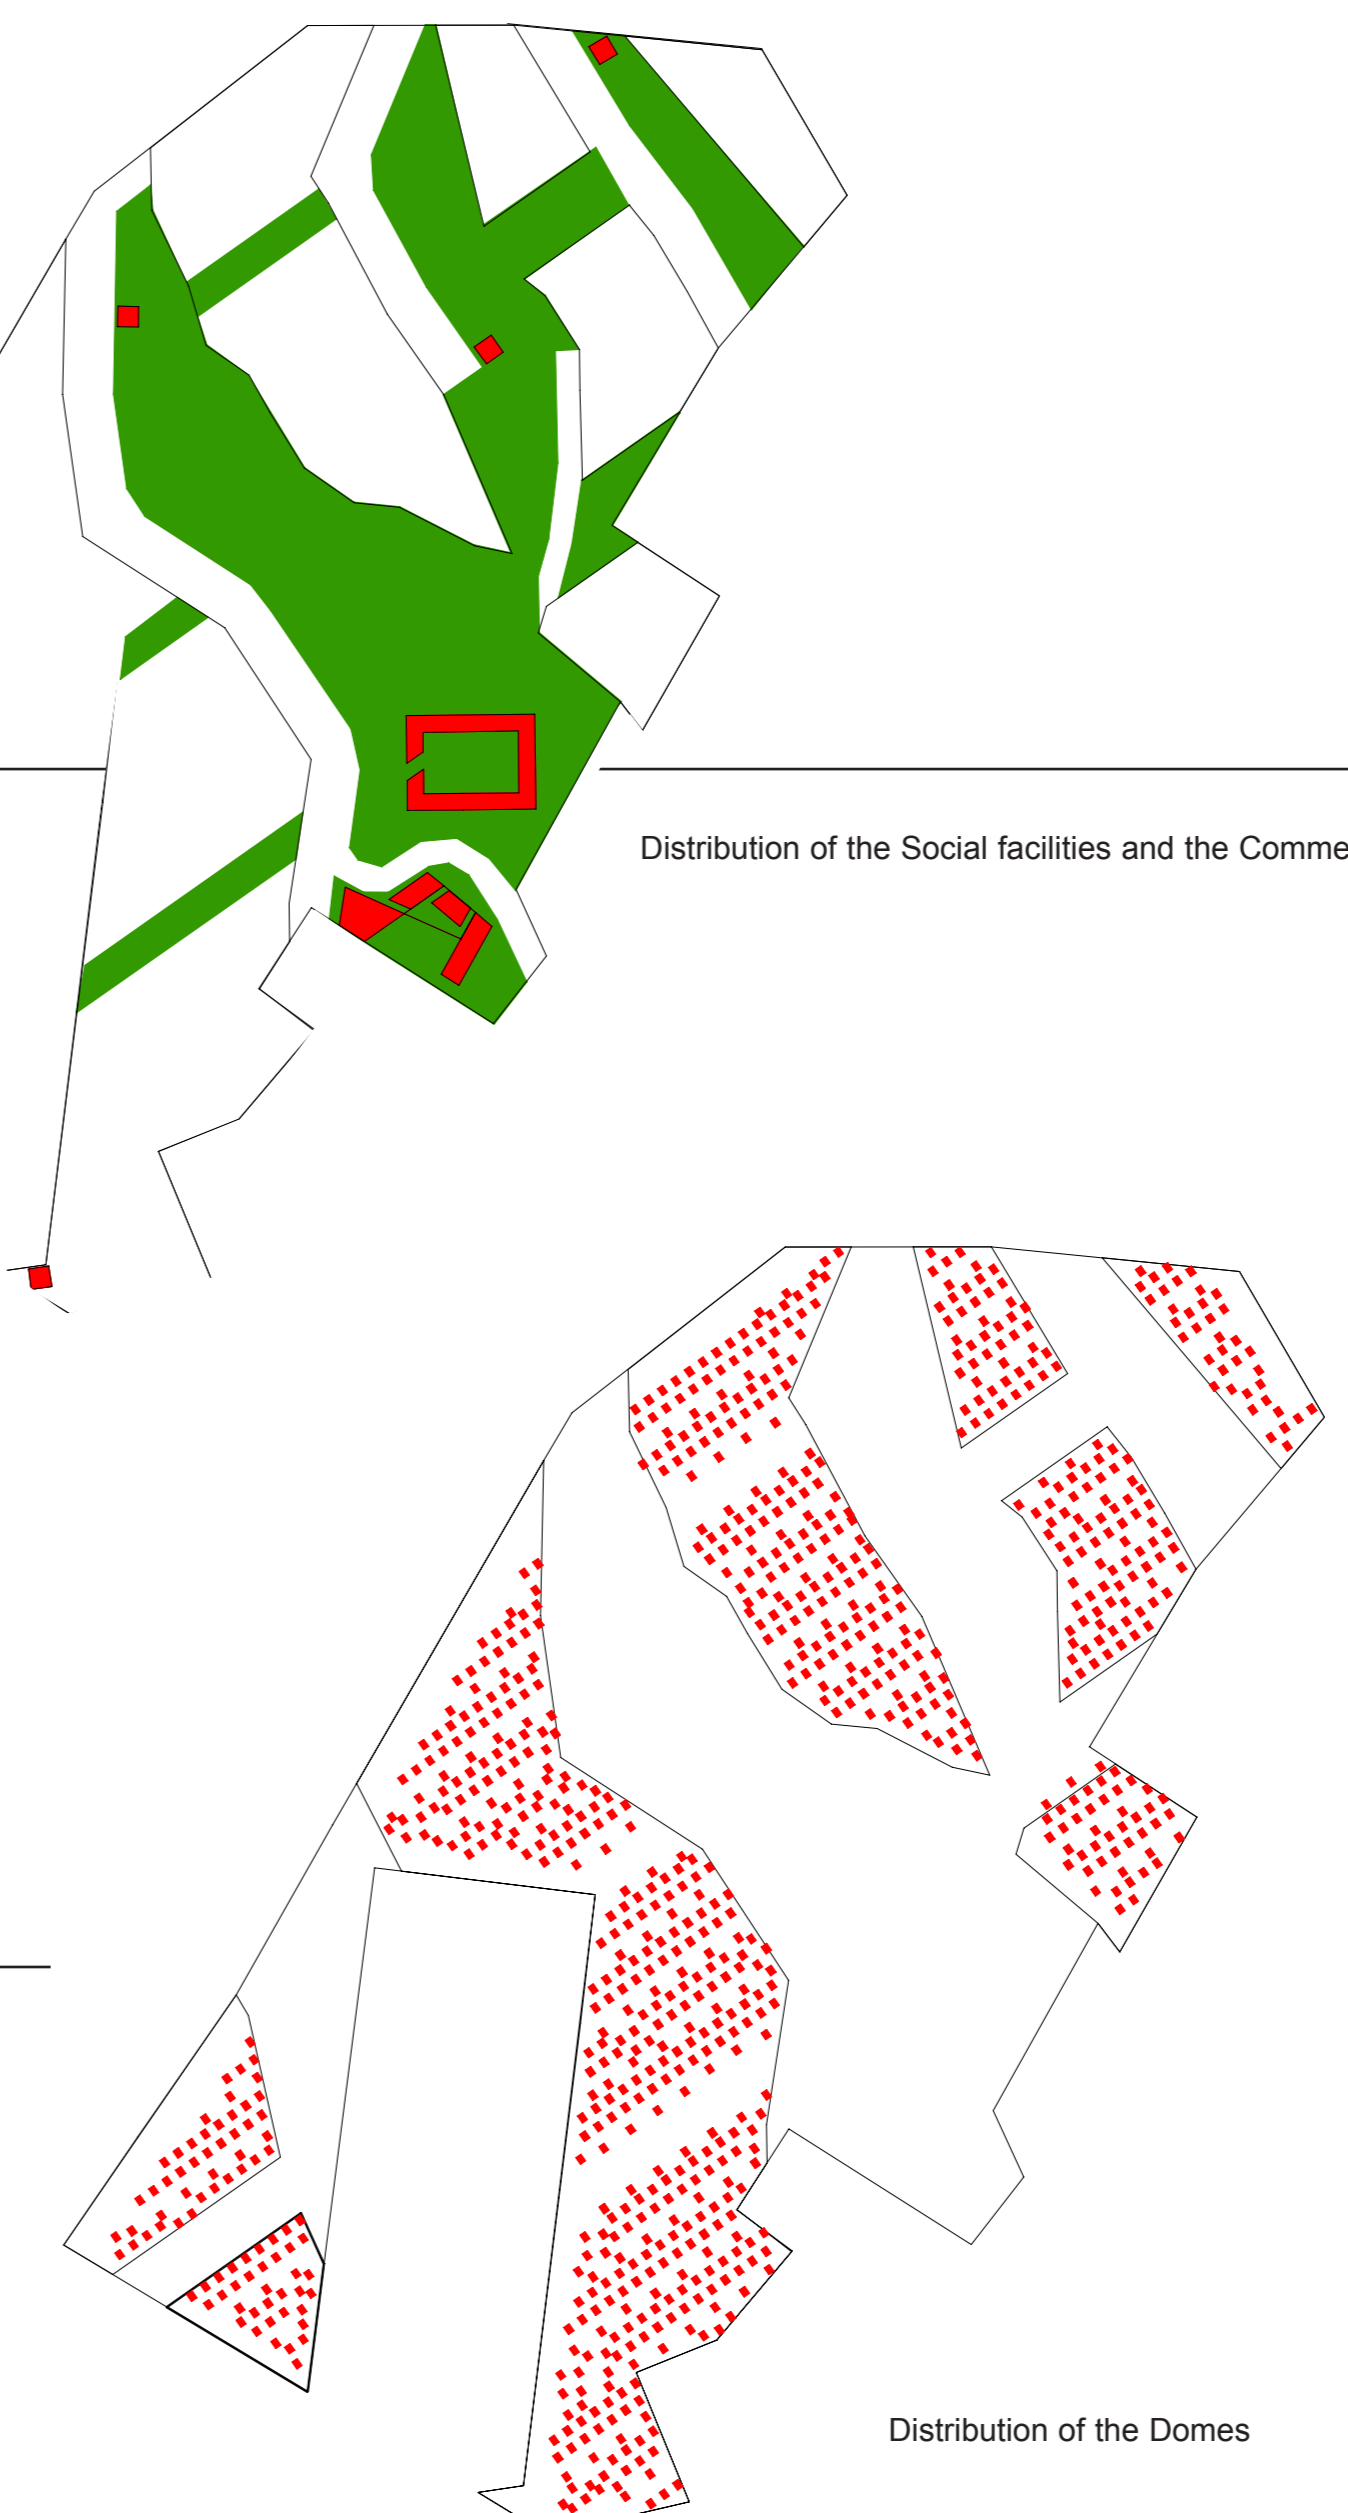 Distribution of the Social facilities and the Comme
Distribution of the Domes